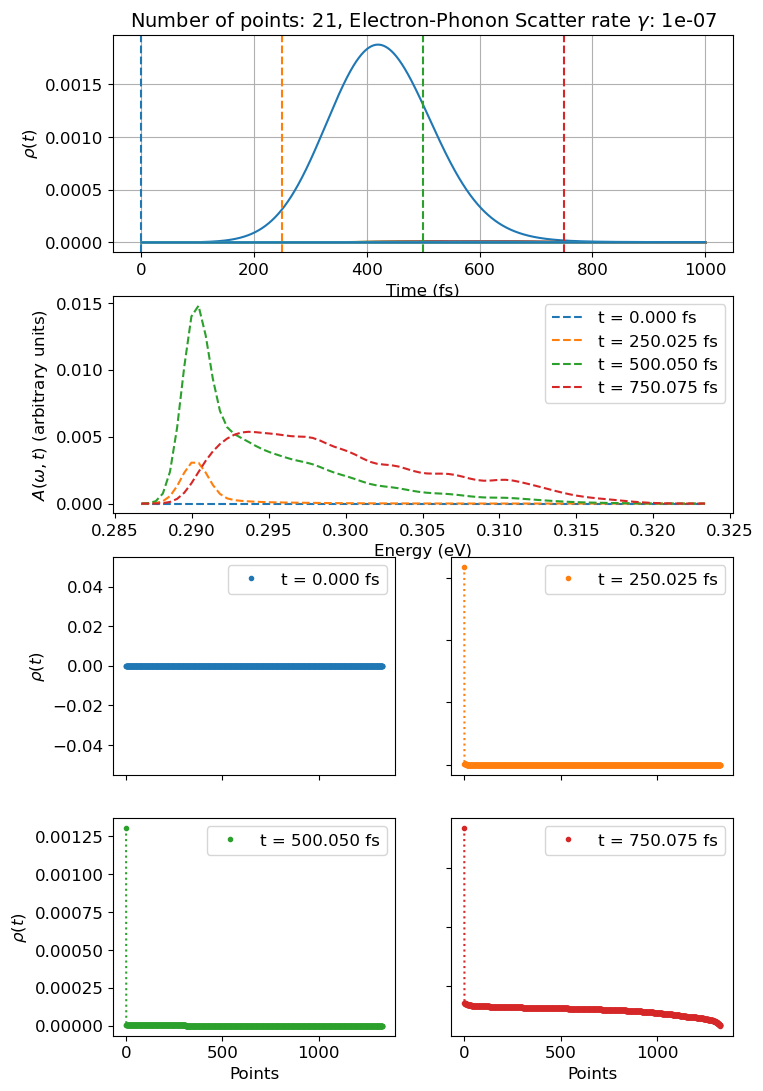 Number of points: 21, Electron-Phonon Scatter rate γ: 1e-07
ρ(t)
0.0015
0.0010
0.0005
0.0000
0 200 400 600 800 1000
Time (fs)
A(ω, t) (arbitrary units)
0.015
0.010
0.005
0.000
t = 0.000 fs
t = 250.025 fs
t = 500.050 fs
t = 750.075 fs
0.285 0.290 0.295 0.300 0.305 0.310 0.315 0.320 0.325
Energy (eV)
ρ(t)
0.04
0.02
0.00
−0.02
−0.04
t = 0.000 fs
t = 250.025 fs
ρ(t)
0.00125
0.00100
0.00075
0.00050
0.00025
0.00000
t = 500.050 fs
0 500 1000
Points
t = 750.075 fs
0 500 1000
Points